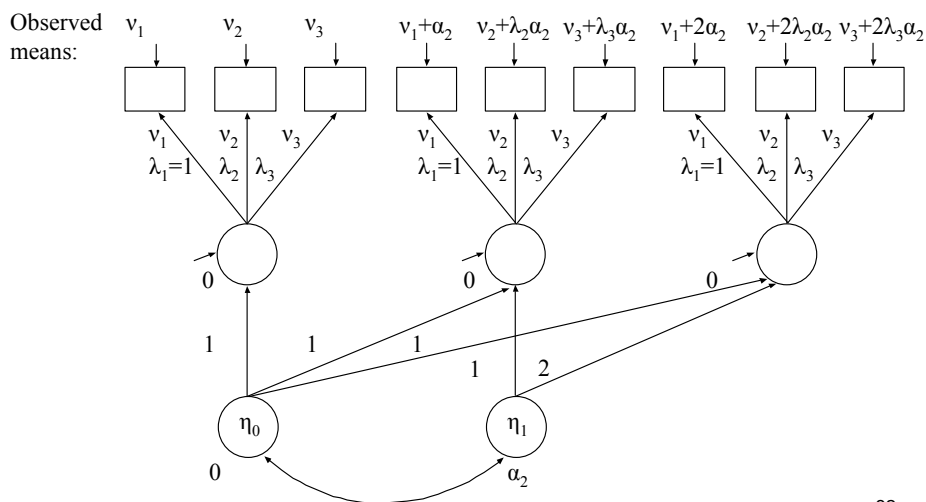 Observed means:
ν₁ ν₂ ν₃ ν₁+α₂ ν₂+λ₂α₂ ν₃+λ₃α₂ ν₁+2α₂ ν₂+2λ₂α₂ ν₃+2λ₃α₂
ν₁ ν₂ ν₃ ν₁ ν₂ ν₃ ν₁ ν₂ ν₃
λ₁=1 λ₂ λ₃ λ₁=1 λ₂ λ₃ λ₁=1 λ₂ λ₃
0 0 0
1 1 1 1 2
η₀ η₁
0 α₂